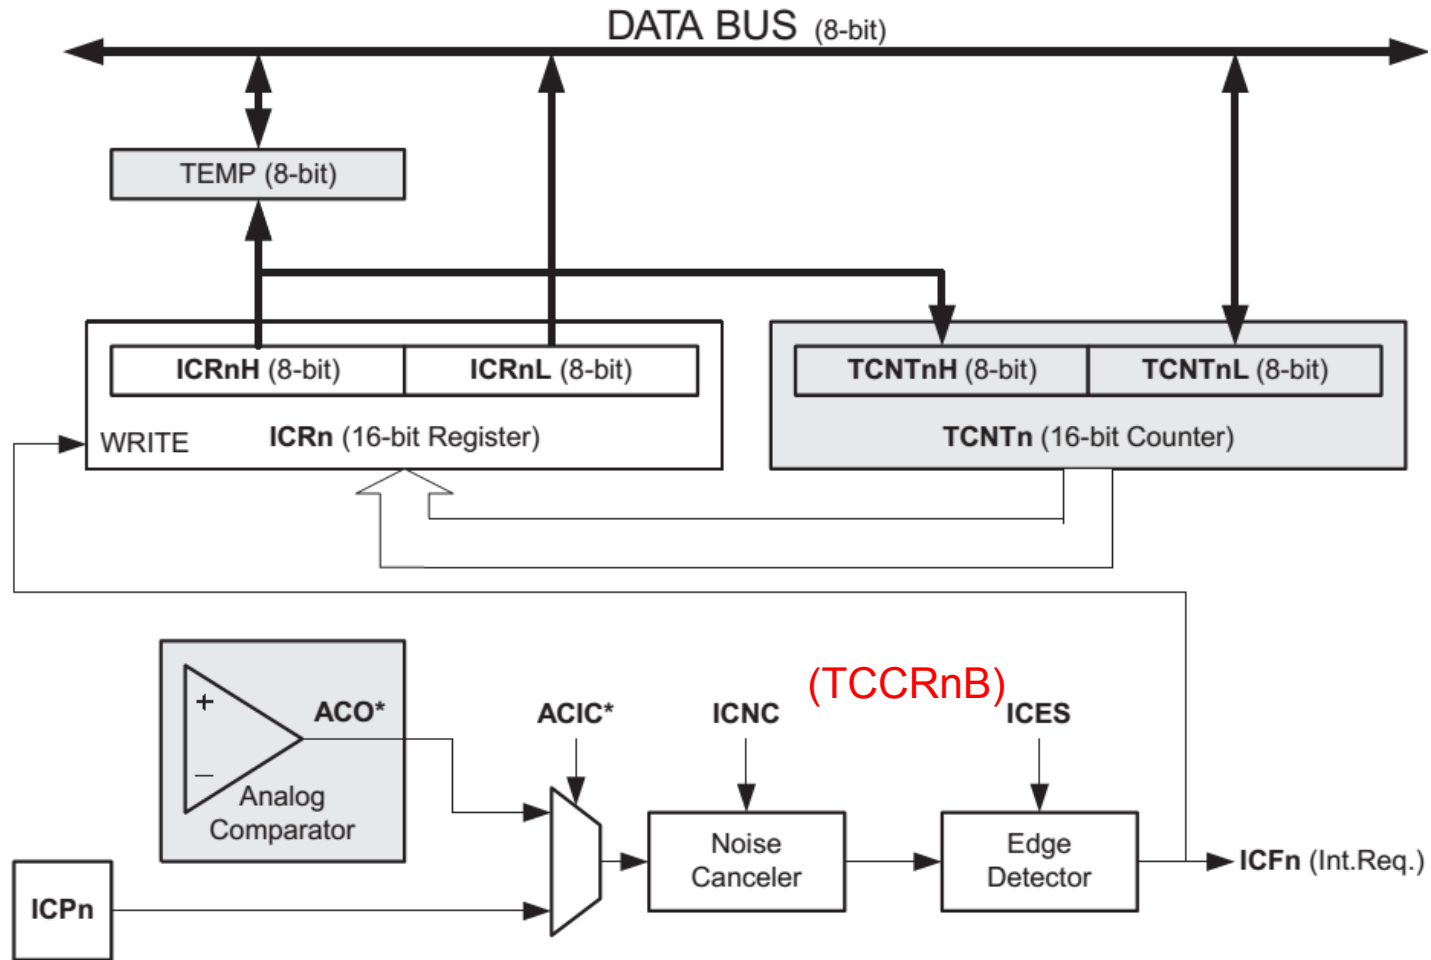 DATA BUS (8-bit)
TEMP (8-bit)
ICRnH (8-bit)
ICRnL (8-bit)
TCNTnH (8-bit)
TCNTnL (8-bit)
WRITE
ICRn (16-bit Register)
TCNTn (16-bit Counter)
(TCCRnB)
ACO*
ACIC*
ICNC
ICES
+
−
Analog
Comparator
Noise
Canceler
Edge
Detector
ICFn (Int.Req.)
ICPn